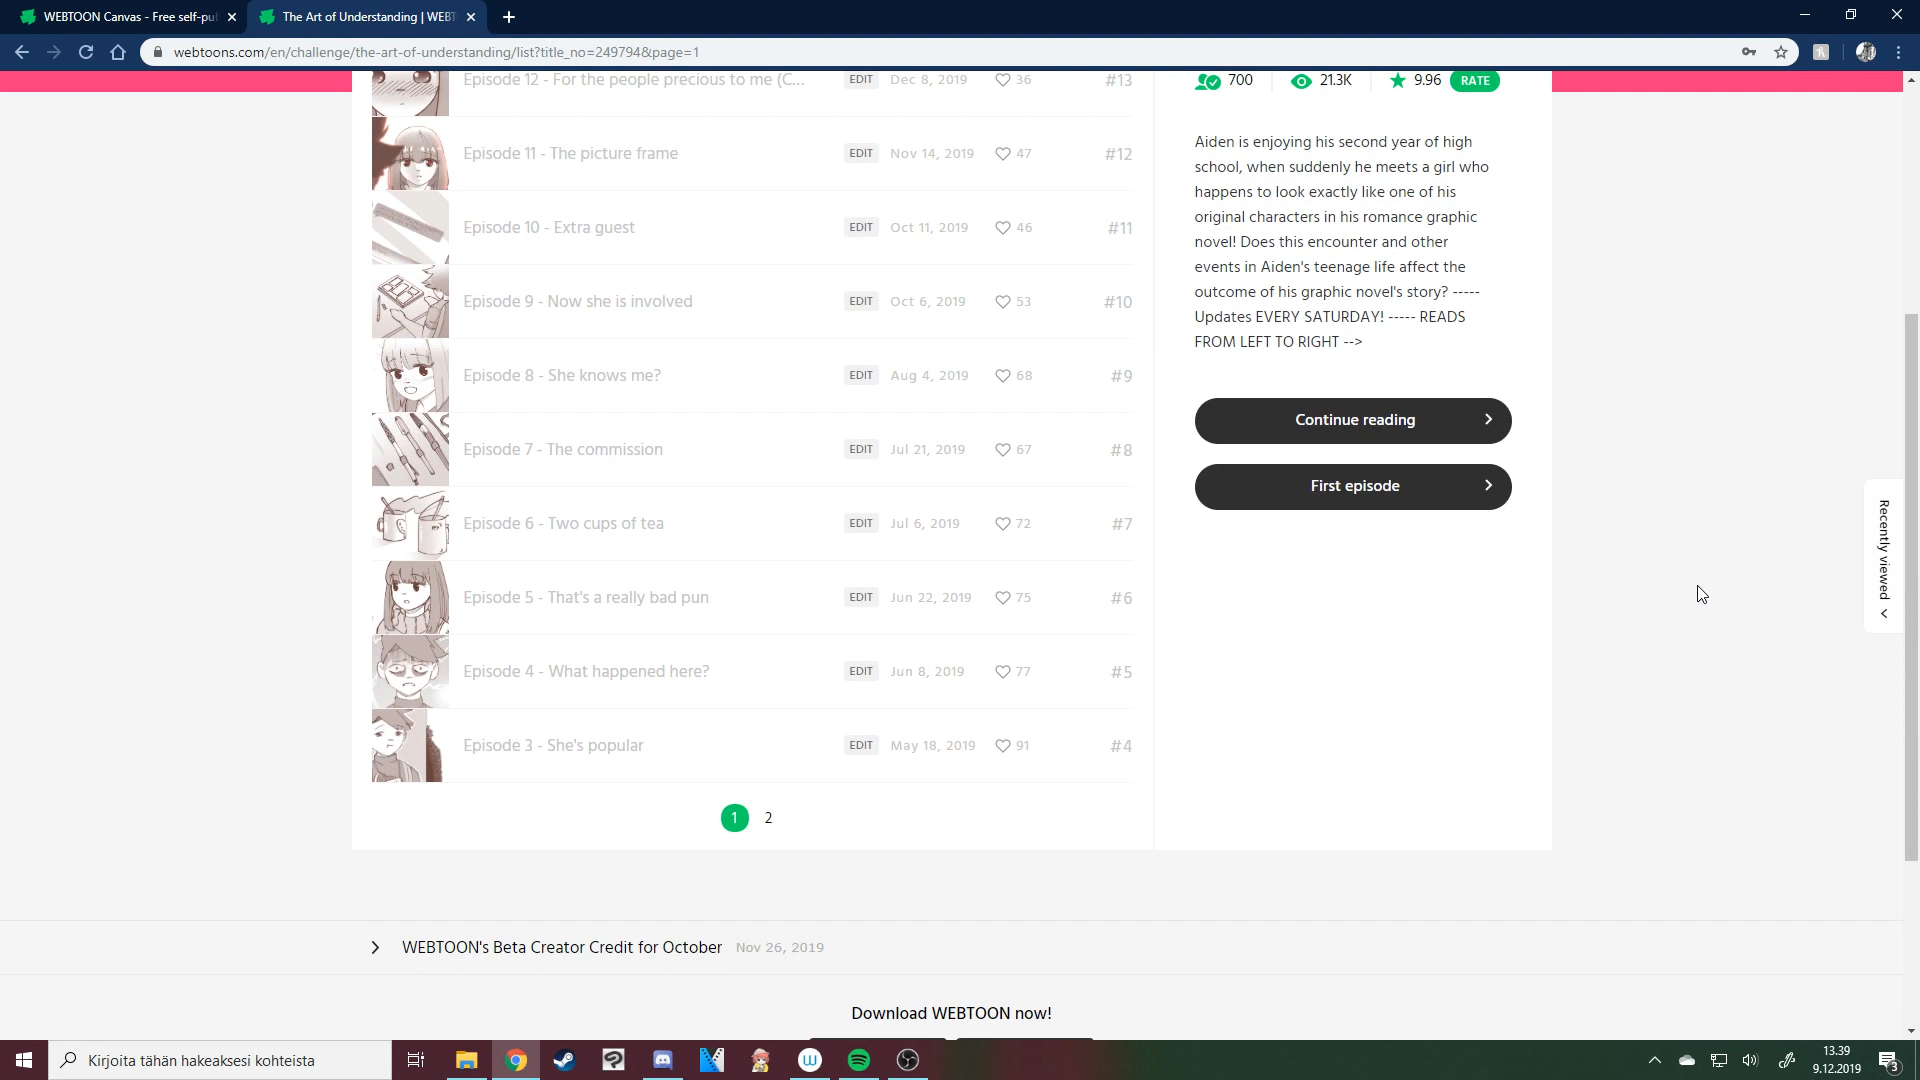 WEBTOON Canvas - Free self-pu
The Art of Understanding | WEBT
webtoons.com/en/challenge/the-art-of-understanding/list?title_no=249794&page=1
Episode 12 - For the people precious to me (C... EDIT Dec 8, 2019 36 #13
Episode 11 - The picture frame EDIT Nov 14, 2019 47 #12
Episode 10 - Extra guest EDIT Oct 11, 2019 46 #11
Episode 9 - Now she is involved EDIT Oct 6, 2019 53 #10
Episode 8 - She knows me? EDIT Aug 4, 2019 68 #9
Episode 7 - The commission EDIT Jul 21, 2019 67 #8
Episode 6 - Two cups of tea EDIT Jul 6, 2019 72 #7
Episode 5 - That's a really bad pun EDIT Jun 22, 2019 75 #6
Episode 4 - What happened here? EDIT Jun 8, 2019 77 #5
Episode 3 - She's popular EDIT May 18, 2019 91 #4
1 2
700 21.3K 9.96 RATE
Aiden is enjoying his second year of high
school, when suddenly he meets a girl who
happens to look exactly like one of his
original characters in his romance graphic
novel! Does this encounter and other
events in Aiden's teenage life affect the
outcome of his graphic novel's story? -----
Updates EVERY SATURDAY! ----- READS
FROM LEFT TO RIGHT -->
Continue reading
First episode
Recently viewed
WEBTOON's Beta Creator Credit for October Nov 26, 2019
Download WEBTOON now!
Kirjoita tähän hakeaksesi kohteista
13.39
9.12.2019
3